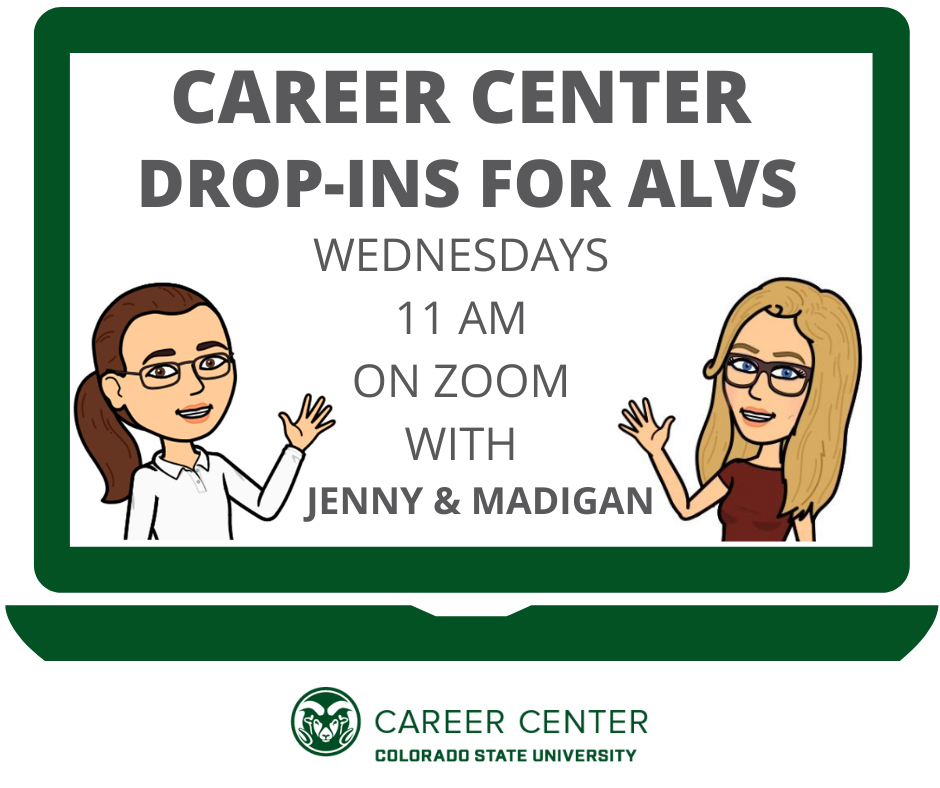 CAREER CENTER
DROP-INS FOR ALVS
WEDNESDAYS
11 AM
ON ZOOM
WITH
JENNY & MADIGAN
CAREER CENTER
COLORADO STATE UNIVERSITY